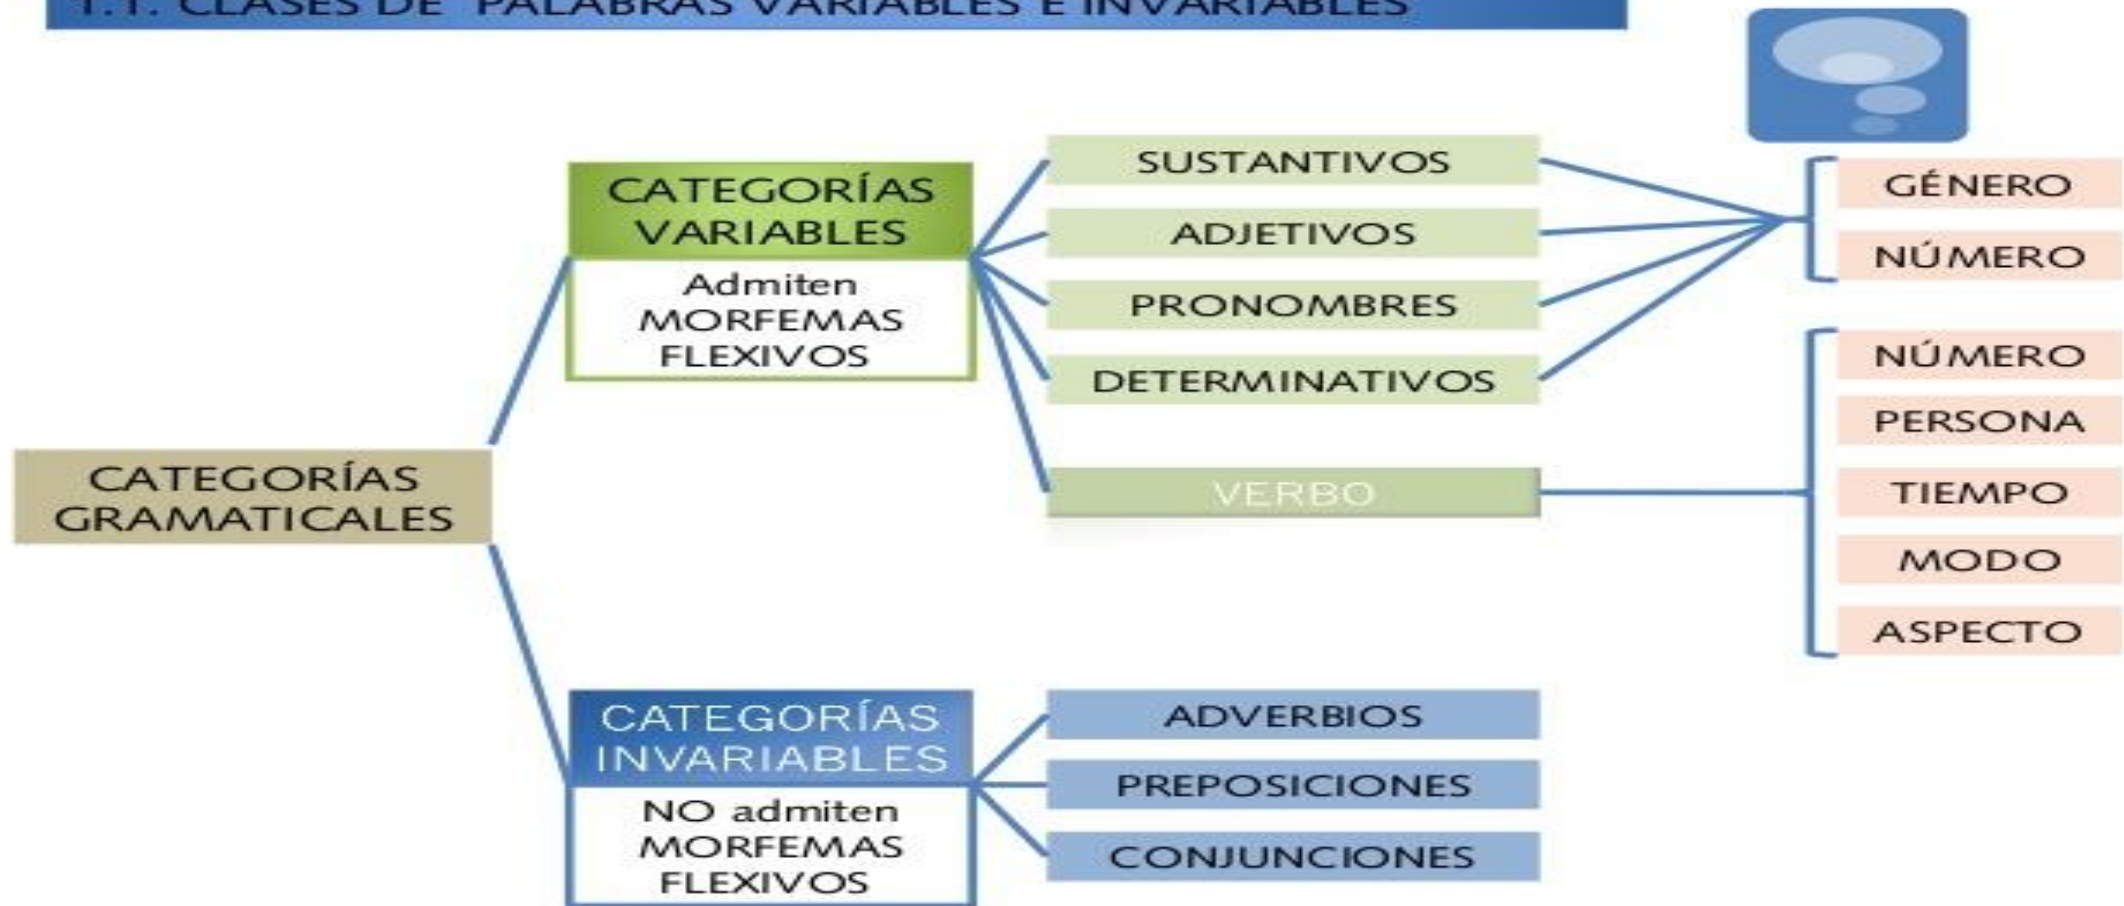 1.1. CLASES DE PALABRAS VARIABLES E INVARIABLES
CATEGORÍAS
GRAMATICALES
CATEGORÍAS
VARIABLES
Admiten
MORFEMAS
FLEXIVOS
SUSTANTIVOS
ADJETIVOS
PRONOMBRES
DETERMINATIVOS
VERBO
GÉNERO
NÚMERO
NÚMERO
PERSONA
TIEMPO
MODO
ASPECTO
CATEGORÍAS
INVARIABLES
NO admiten
MORFEMAS
FLEXIVOS
ADVERBIOS
PREPOSICIONES
CONJUNCIONES